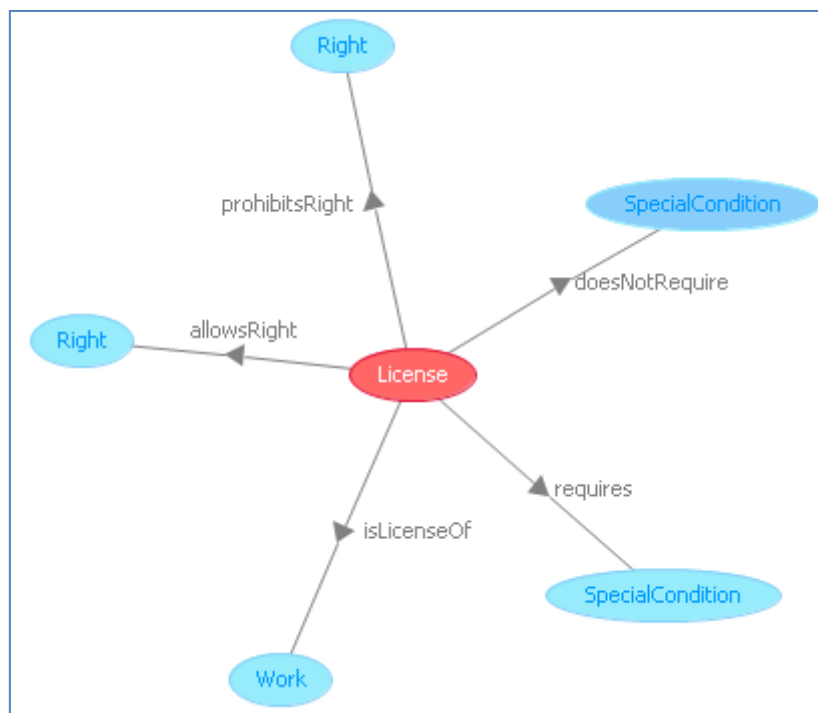 Right
prohibitsRight
SpecialCondition
doesNotRequire
allowsRight
Right
License
requires
isLicenseOf
SpecialCondition
Work